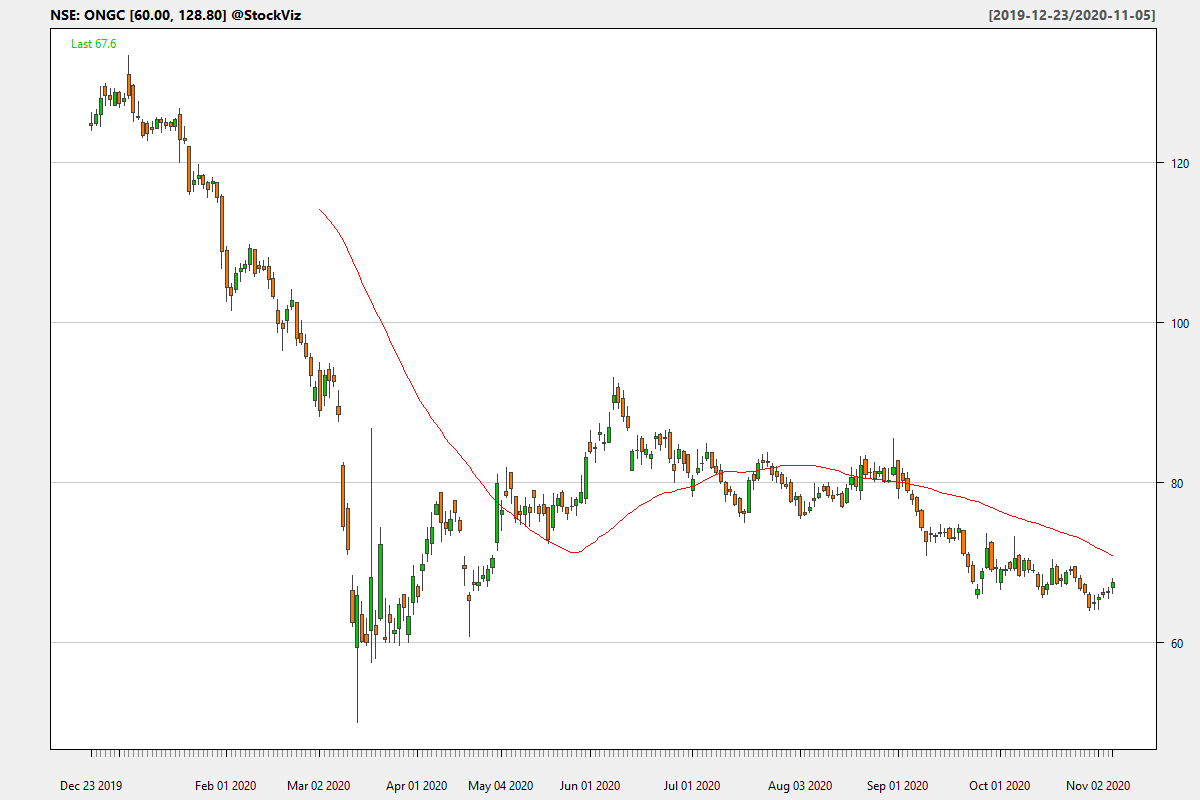 NSE: ONGC [60.00, 128.80] @StockViz [2019-12-23/2020-11-05]
Last 67.6
120
100
80
60
Dec 23 2019 Feb 01 2020 Mar 02 2020 Apr 01 2020 May 04 2020 Jun 01 2020 Jul 01 2020 Aug 03 2020 Sep 01 2020 Oct 01 2020 Nov 02 2020